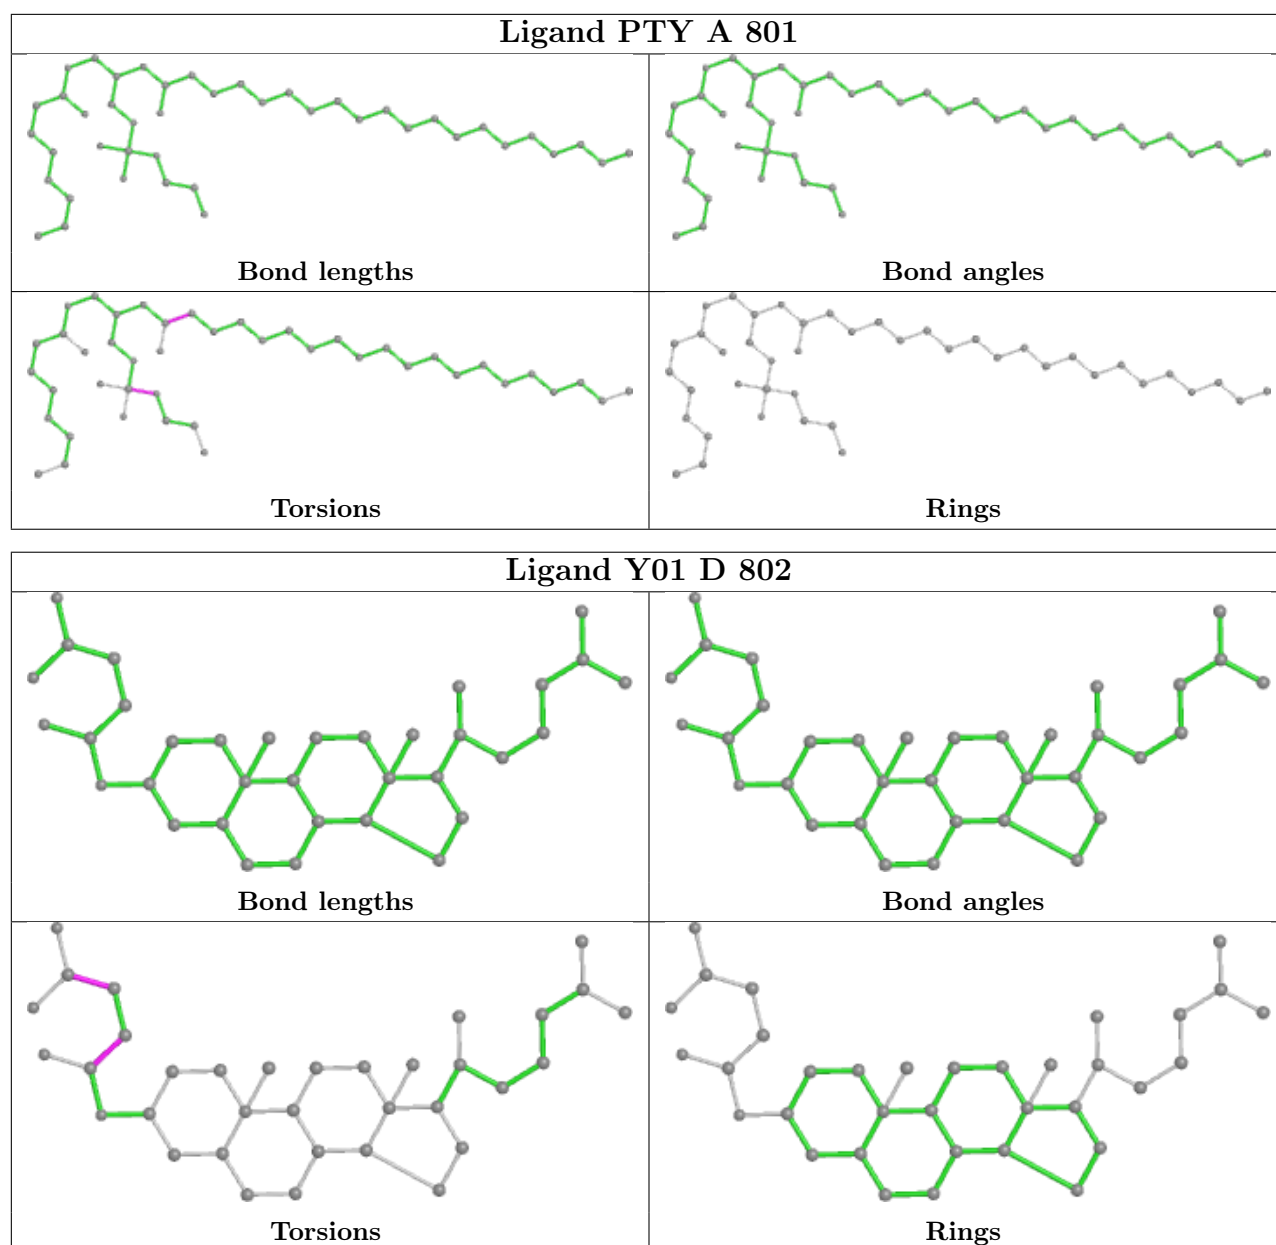 Ligand PTY A 801
Bond lengths
Bond angles
Torsions
Rings
Ligand Y01 D 802
Bond lengths
Bond angles
Torsions
Rings